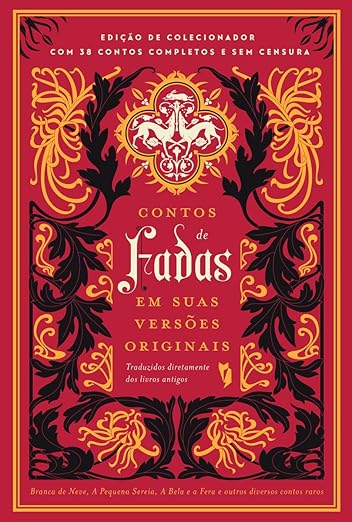 EDIÇÃO DE COLECIONADOR
COM 38 CONTOS COMPLETOS E SEM CENSURA
CONTOS
de
Fadas
EM SUAS
VERSÕES
ORIGINAIS
Traduzidos diretamente
dos livros antigos
Branca de Neve, A Pequena Sereia, A Bela e a Fera e outros diversos contos raros